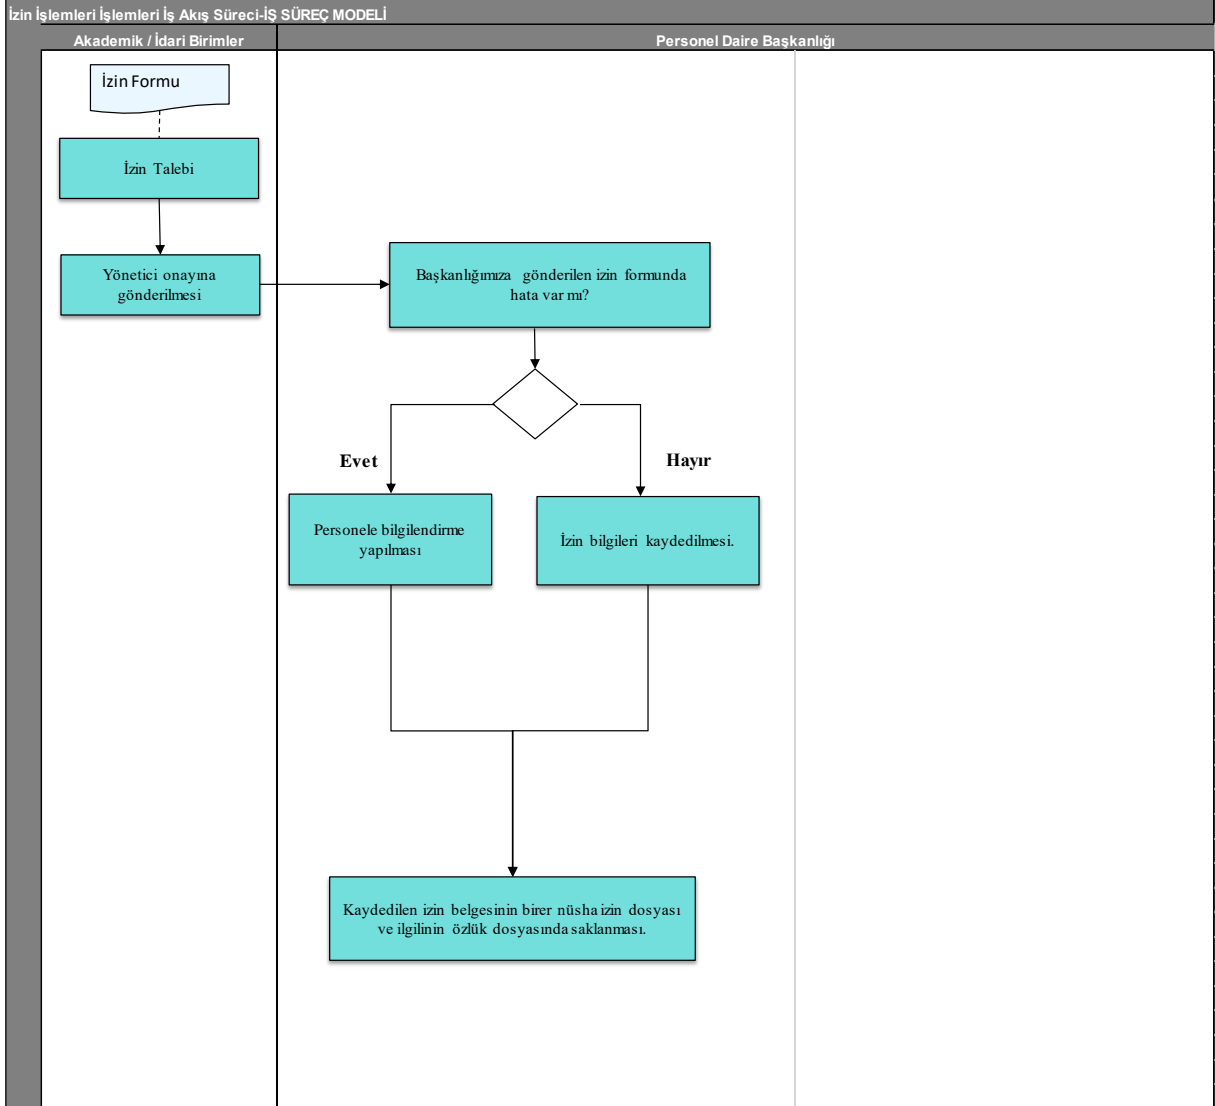 İzin İşlemleri İşlemleri İş Akış Süreci-İŞ SÜREÇ MODELİ
Akademik / İdari Birimler
Personel Daire Başkanlığı
İzin Formu
İzin Talebi
Yönetici onayına
gönderilmesi
Başkanlığımıza gönderilen izin formunda
hata var mı?
Evet
Hayır
Personele bilgilendirme
yapılması
İzin bilgileri kaydedilmesi.
Kaydedilen izin belgesinin birer nüsha izin dosyası
ve ilgilinin özlük dosyasında saklanması.